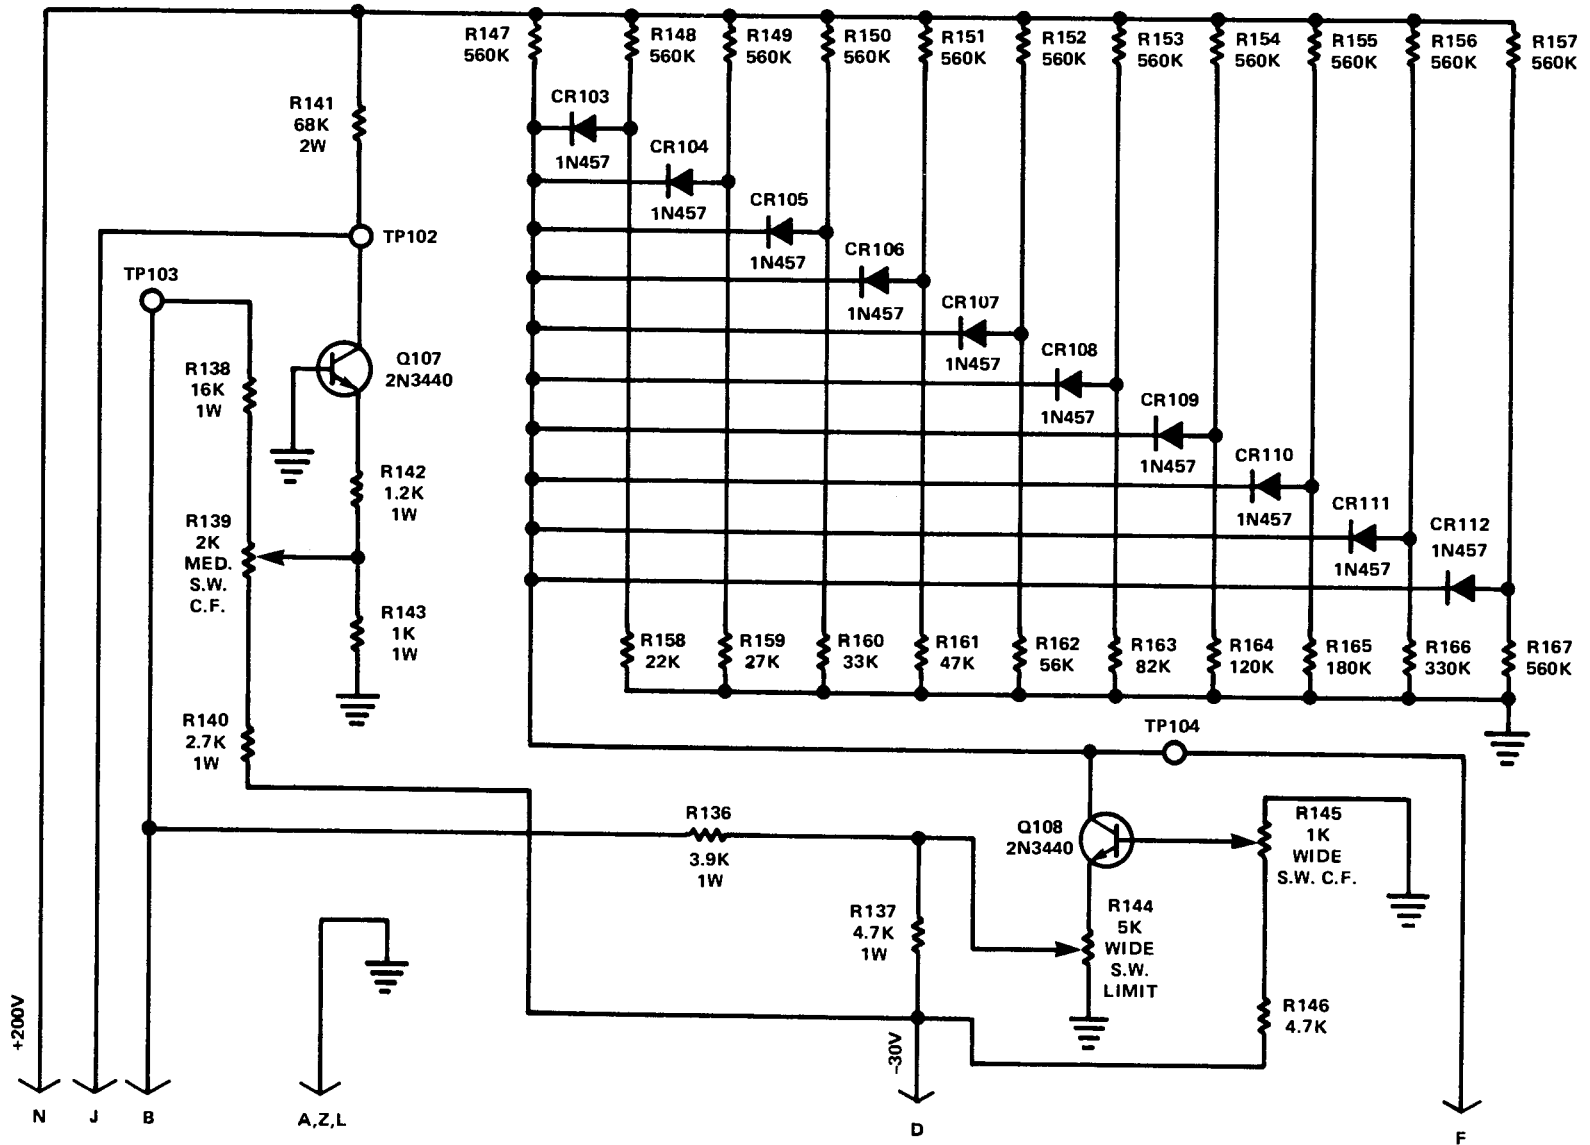 R147
560K
R148
560K
R149
560K
R150
560K
R151
560K
R152
560K
R153
560K
R154
560K
R155
560K
R156
560K
R157
560K
R141
68K
2W
CR103
1N457
CR104
1N457
CR105
1N457
CR106
1N457
CR107
1N457
CR108
1N457
CR109
1N457
CR110
1N457
CR111
1N457
CR112
1N457
TP102
TP103
R138
16K
1W
Q107
2N3440
R142
1.2K
1W
R139
2K
MED.
S.W.
C.F.
R143
1K
1W
R140
2.7K
1W
R158
22K
R159
27K
R160
33K
R161
47K
R162
56K
R163
82K
R164
120K
R165
180K
R166
330K
R167
560K
TP104
R136
3.9K
1W
Q108
2N3440
R145
1K
WIDE
S.W. C.F.
R137
4.7K
1W
R144
5K
WIDE
S.W.
LIMIT
R146
4.7K
+200V
-30V
N
J
B
A,Z,L
D
F